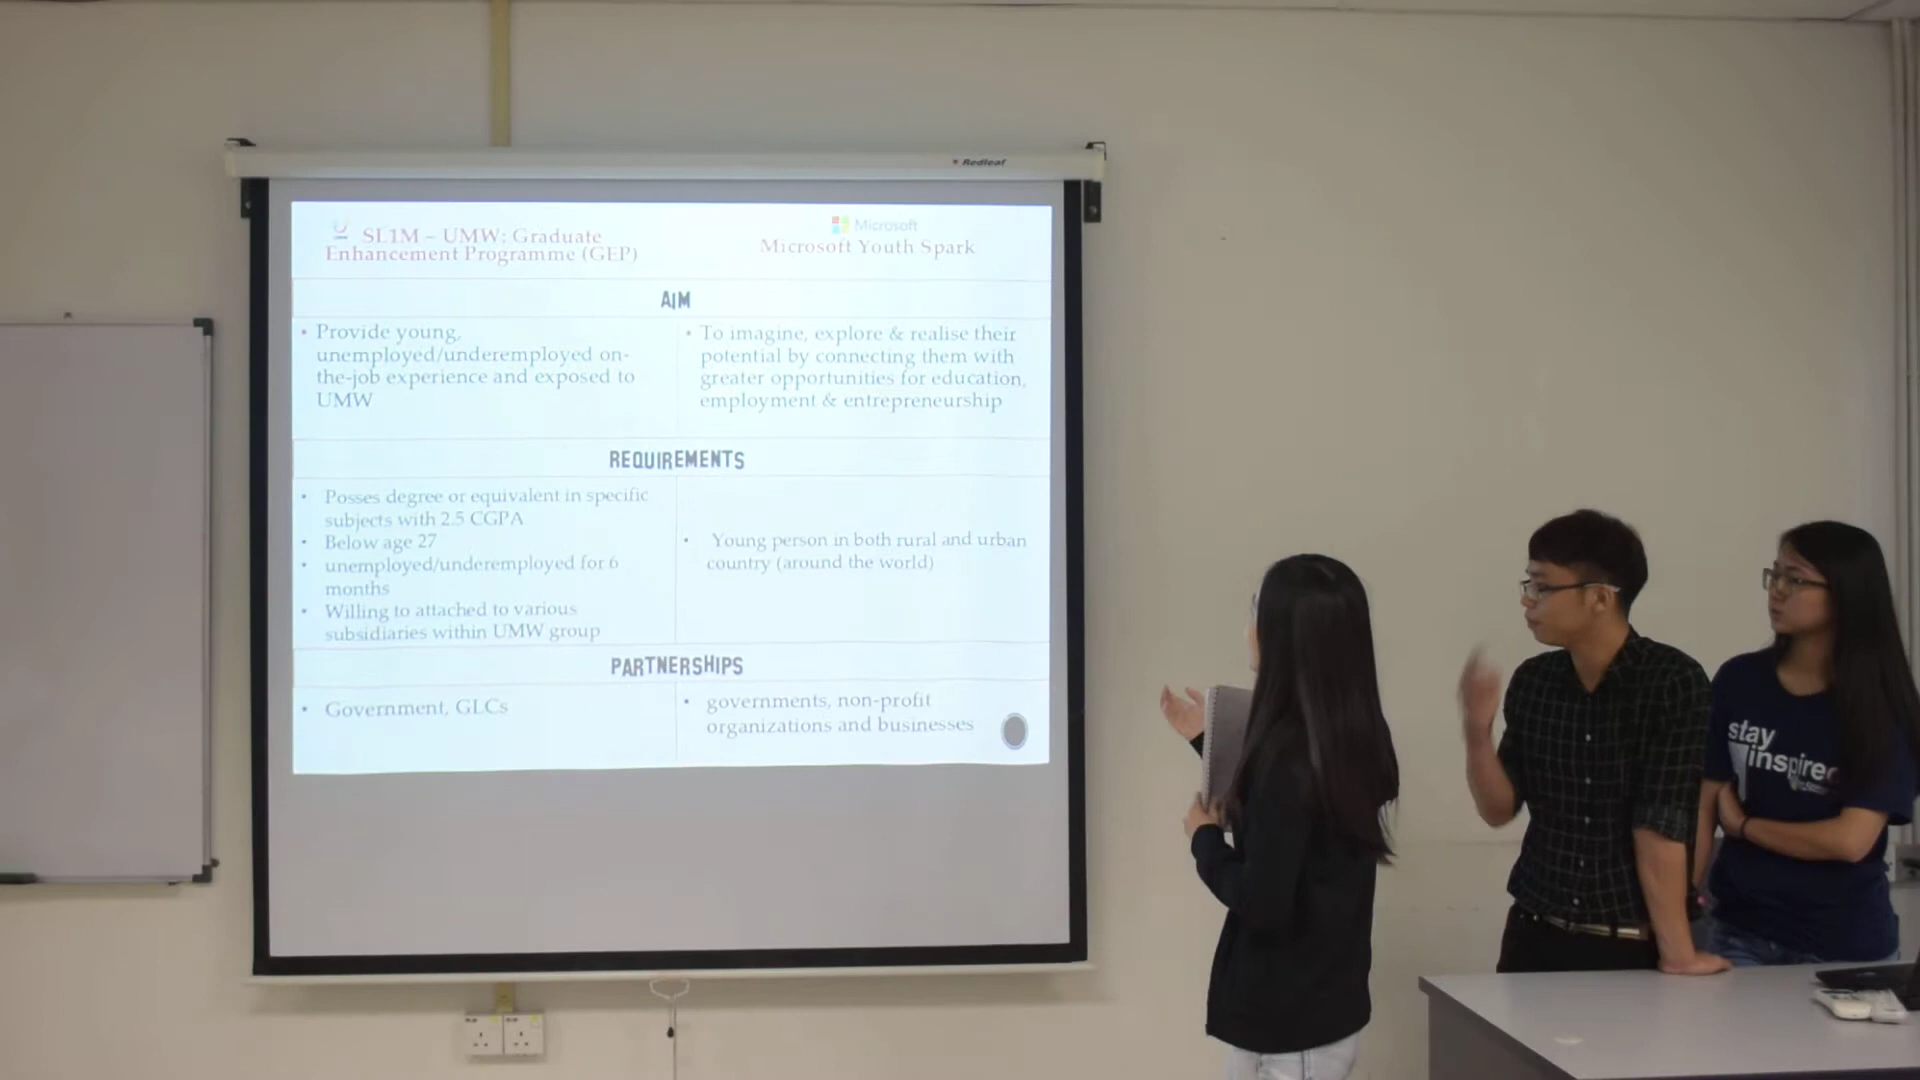 Redleaf
SL1M – UMW: Graduate
Enhancement Programme (GEP)
Microsoft
Microsoft Youth Spark
AIM
• Provide young,
unemployed/underemployed on-
the-job experience and exposed to
UMW
• To imagine, explore & realise their
potential by connecting them with
greater opportunities for education,
employment & entrepreneurship
REQUIREMENTS
• Posses degree or equivalent in specific
subjects with 2.5 CGPA
• Below age 27
• unemployed/underemployed for 6
months
• Willing to attached to various
subsidiaries within UMW group
• Young person in both rural and urban
country (around the world)
PARTNERSHIPS
• Government, GLCs
• governments, non-profit
organizations and businesses
stay
inspired